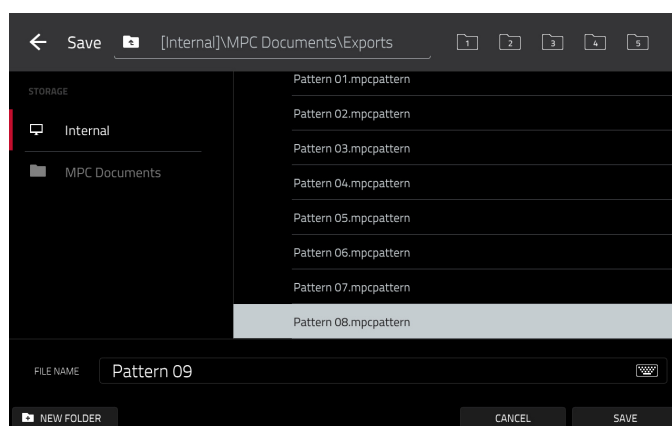 Save [Internal]\MPC Documents\Exports 1 2 3 4 5
STORAGE
Internal
MPC Documents
Pattern 01.mpcpattern
Pattern 02.mpcpattern
Pattern 03.mpcpattern
Pattern 04.mpcpattern
Pattern 05.mpcpattern
Pattern 06.mpcpattern
Pattern 07.mpcpattern
Pattern 08.mpcpattern
FILE NAME Pattern 09
NEW FOLDER CANCEL SAVE